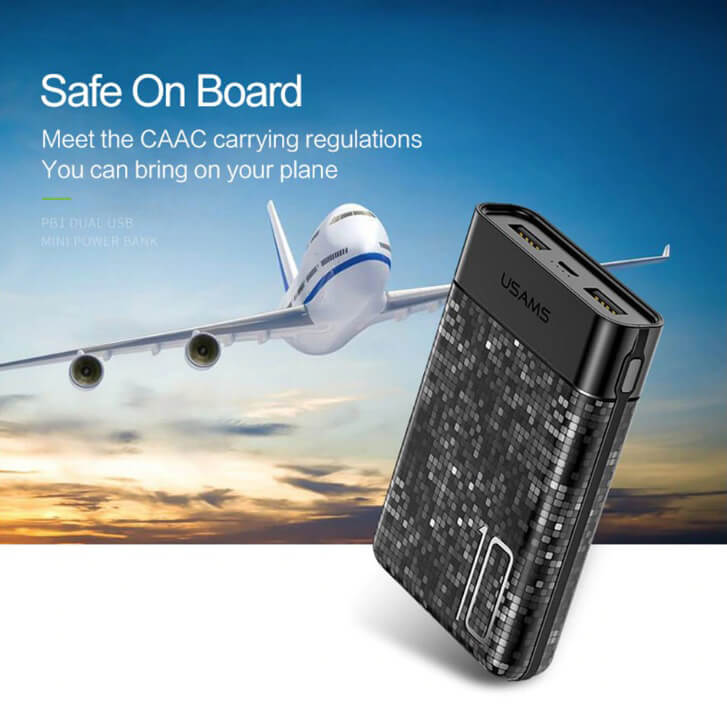 Safe On Board
Meet the CAAC carrying regulations
You can bring on your plane
PB1 DUAL USB
MINI POWER BANK
USAMS
10